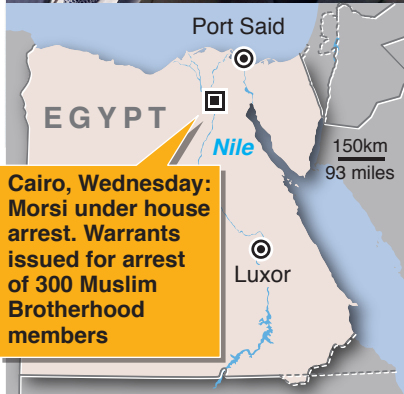 Port Said
EGYPT
Nile
150km
93 miles
Cairo, Wednesday:
Morsi under house
arrest. Warrants
issued for arrest
of 300 Muslim
Brotherhood
members
Luxor